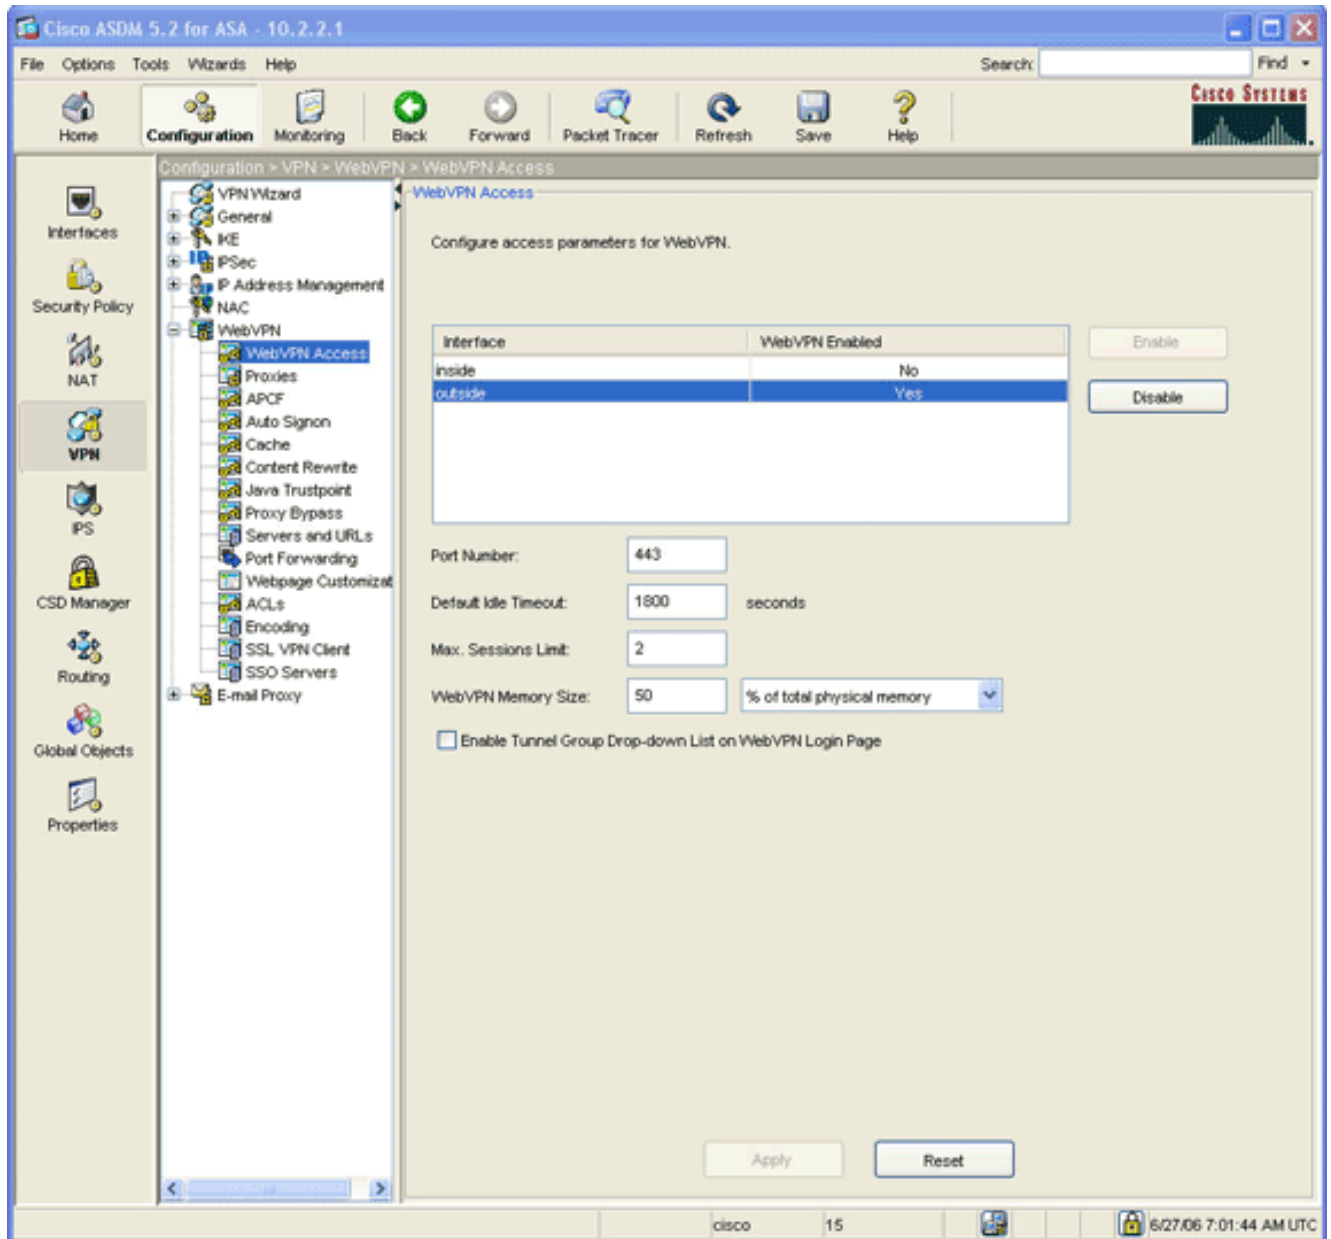 Cisco ASDM 5.2 for ASA - 10.2.2.1
File Options Tools Wizards Help
Search:
Find
Home
Configuration
Monitoring
Back
Forward
Packet Tracer
Refresh
Save
Help
CISCO SYSTEMS
Interfaces
Security Policy
NAT
VPN
IPS
CSD Manager
Routing
Global Objects
Properties
Configuration > VPN > WebVPN > WebVPN Access
VPN Wizard
General
IKE
IPSec
IP Address Management
NAC
WebVPN
WebVPN Access
Proxies
APCF
Auto Signon
Cache
Content Rewrite
Java Trustpoint
Proxy Bypass
Servers and URLs
Port Forwarding
Webpage Customizat
ACLs
Encoding
SSL VPN Client
SSO Servers
E-mail Proxy
WebVPN Access
Configure access parameters for WebVPN.
Interface WebVPN Enabled
inside No
outside Yes
Enable
Disable
Port Number: 443
Default Idle Timeout: 1800 seconds
Max. Sessions Limit: 2
WebVPN Memory Size: 50 % of total physical memory
Enable Tunnel Group Drop-down List on WebVPN Login Page
Apply
Reset
cisco 15 6/27/06 7:01:44 AM UTC